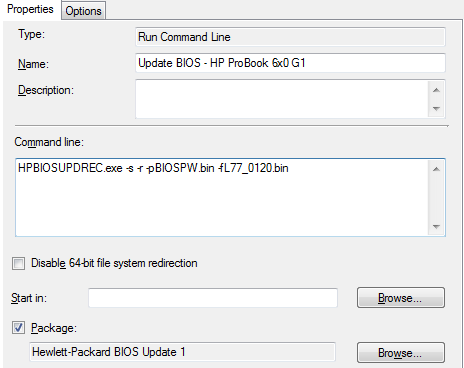 Properties Options
Type: Run Command Line
Name: Update BIOS - HP ProBook 6x0 G1
Description:
Command line:
HPBIOSUPDREC.exe -s -r -pBIOSPW.bin -fL77_0120.bin
Disable 64-bit file system redirection
Start in: Browse...
Package:
Hewlett-Packard BIOS Update 1 Browse...